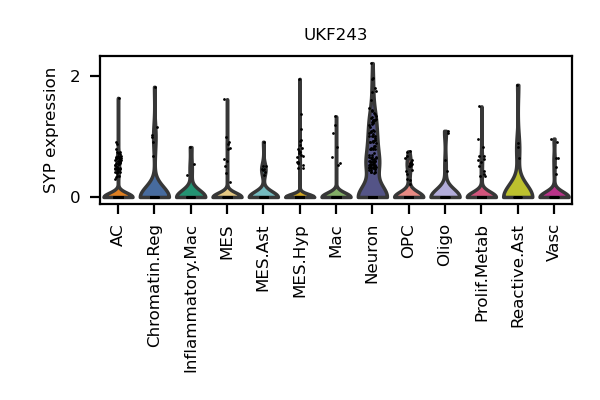 UKF243
SYP expression
2
0
AC
Chromatin.Reg
Inflammatory.Mac
MES
MES.Ast
MES.Hyp
Mac
Neuron
OPC
Oligo
Prolif.Metab
Reactive.Ast
Vasc